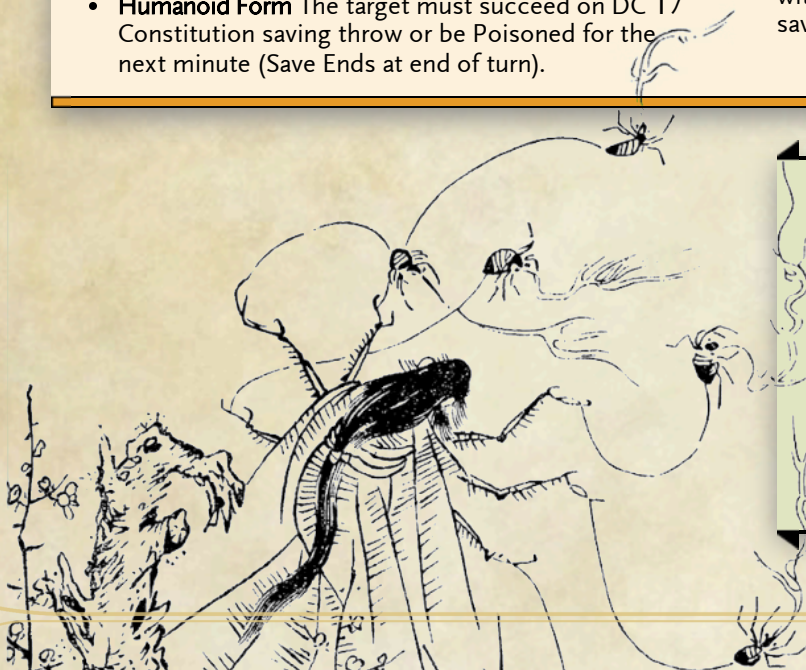 • Humanoid Form The target must succeed on DC 17
Constitution saving throw or be Poisoned for the
next minute (Save Ends at end of turn).